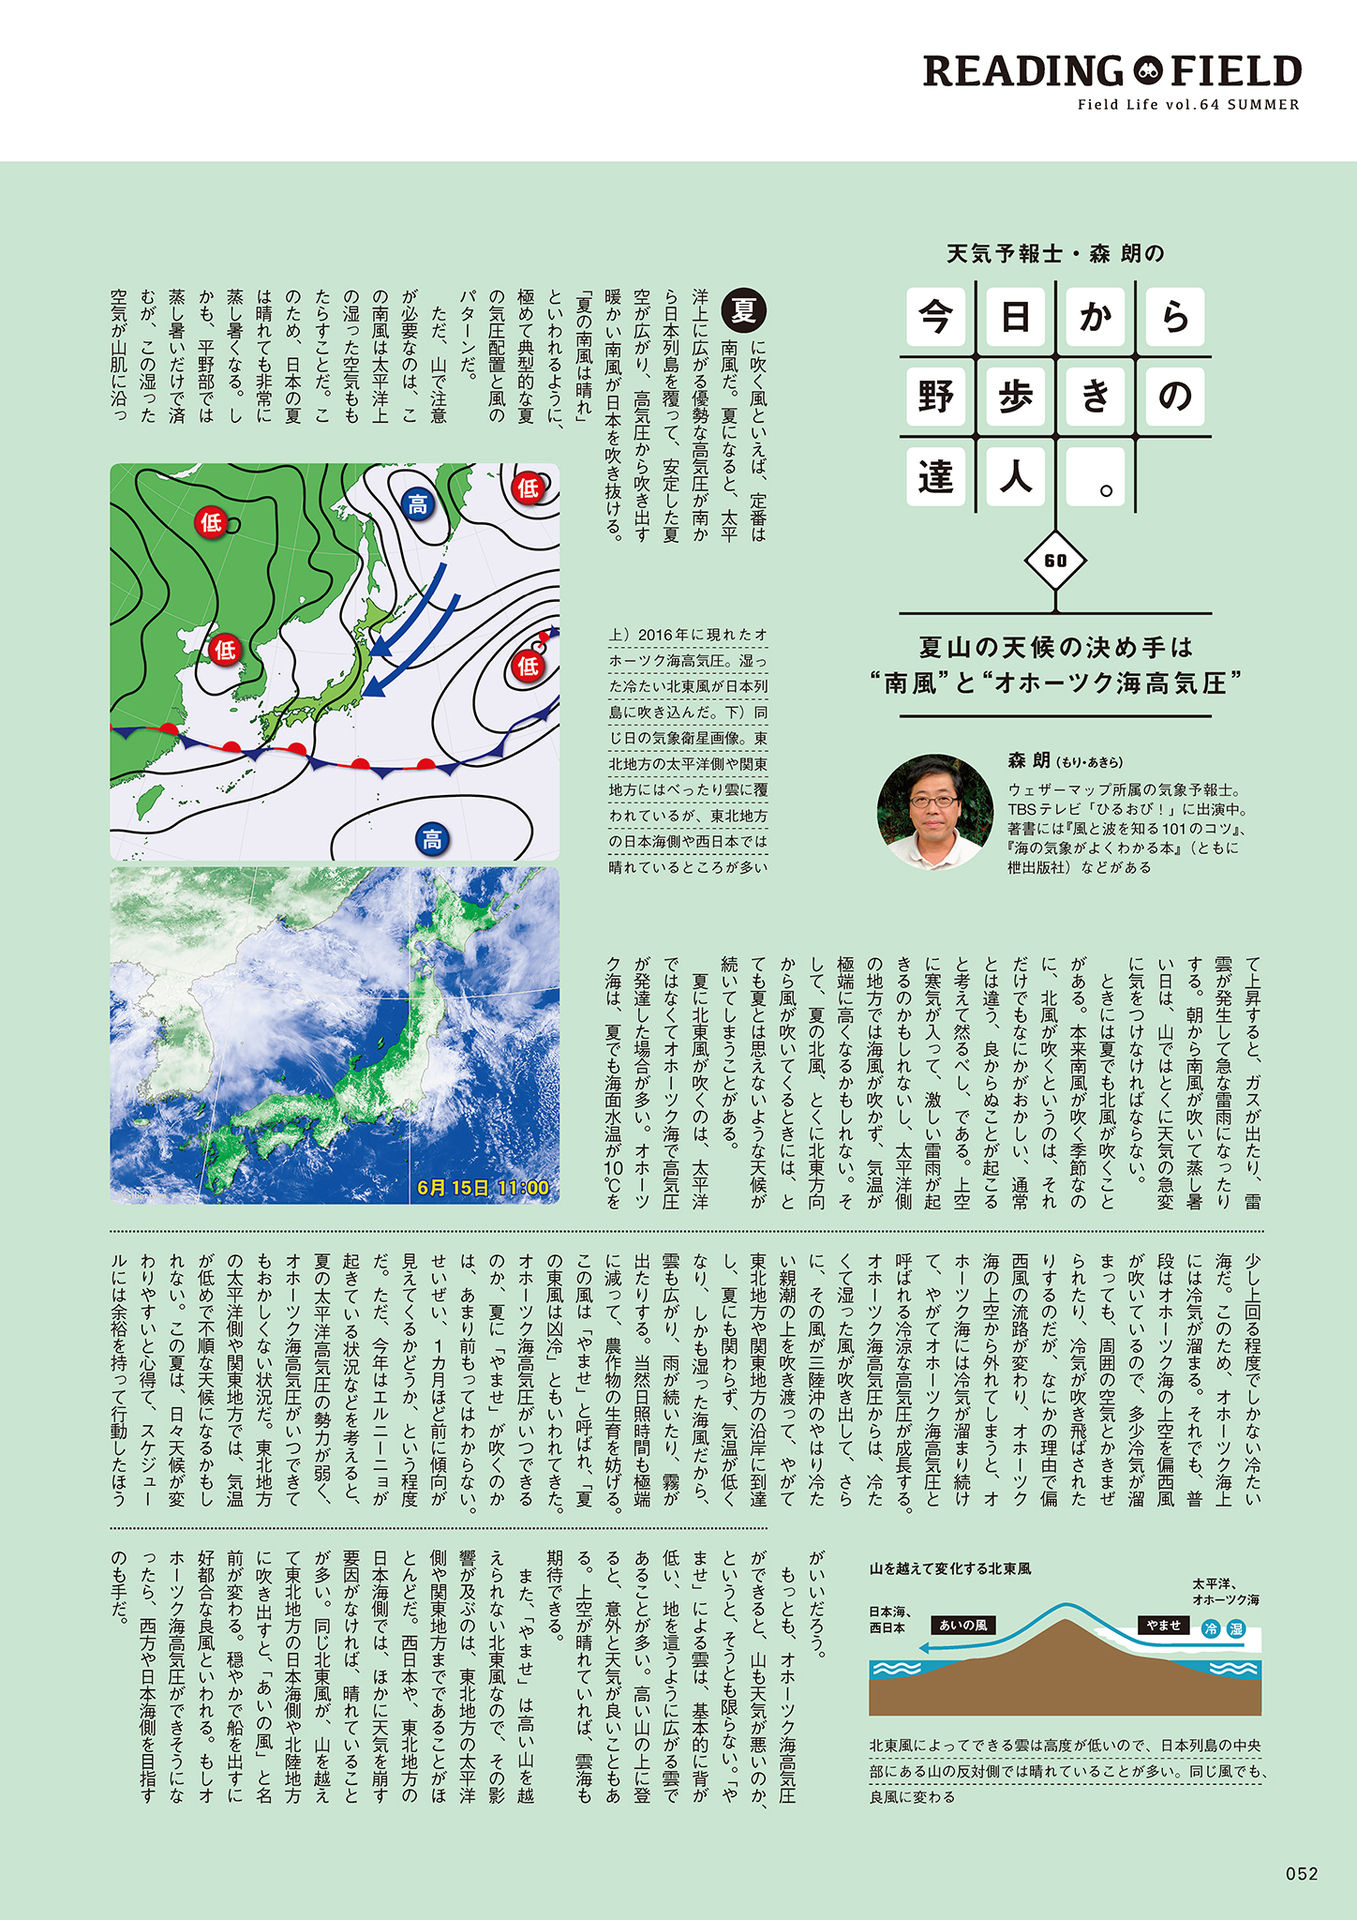 READING FIELD
Field Life vol.64 SUMMER
天気予報士・森 朗の
今日から
野歩きの
達人。
60
夏山の天候の決め手は
“南風”と“オホーツク海高気圧”
森 朗（もり・あきら）
ウェザーマップ所属の気象予報士。
TBSテレビ「ひるおび！」に出演中。
著書には『風と波を知る101のコツ』、
『海の気象がよくわかる本』（ともに
枻出版社）などがある
夏に吹く風といえば、定番は
南風だ。夏になると、太平
洋上に広がる優勢な高気圧が南か
ら日本列島を覆って、安定した夏
空が広がり、高気圧から吹き出す
暖かい南風が日本を吹き抜ける。
「夏の南風は晴れ」
といわれるように、
極めて典型的な夏
の気圧配置と風の
パターンだ。
ただ、山で注意
が必要なのは、こ
の南風は太平洋上
の湿った空気もも
たらすことだ。こ
のため、日本の夏
は晴れても非常に
蒸し暑くなる。し
かも、平野部では
蒸し暑いだけで済
むが、この湿った
空気が山肌に沿っ
低
高
低
低
低
高
6月15日 11:00
上）2016年に現れたオ
ホーツク海高気圧。湿っ
た冷たい北東風が日本列
島に吹き込んだ。下）同
じ日の気象衛星画像。東
北地方の太平洋側や関東
地方にはべったり雲に覆
われているが、東北地方
の日本海側や西日本では
晴れているところが多い
て上昇すると、ガスが出たり、雷
雲が発生して急な雷雨になったり
する。朝から南風が吹いて蒸し暑
い日は、山ではとくに天気の急変
に気をつけなければならない。
ときには夏でも北風が吹くこと
がある。本来南風が吹く季節なの
に、北風が吹くというのは、それ
だけでもなにかがおかしい、通常
とは違う、良からぬことが起こる
と考えて然るべし、である。上空
に寒気が入って、激しい雷雨が起
きるのかもしれないし、太平洋側
の地方では海風が吹かず、気温が
極端に高くなるかもしれない。そ
して、夏の北風、とくに北東方向
から風が吹いてくるときには、と
ても夏とは思えないような天候が
続いてしまうことがある。
夏に北東風が吹くのは、太平洋
ではなくてオホーツク海で高気圧
が発達した場合が多い。オホーツ
ク海は、夏でも海面水温が10℃を
少し上回る程度でしかない冷たい
海だ。このため、オホーツク海上
には冷気が溜まる。それでも、普
段はオホーツク海の上空を偏西風
が吹いているので、多少冷気が溜
まっても、周囲の空気とかきまぜ
られたり、冷気が吹き飛ばされた
りするのだが、なにかの理由で偏
西風の流路が変わり、オホーツク
海の上空から外れてしまうと、オ
ホーツク海には冷気が溜まり続け
て、やがてオホーツク海高気圧と
呼ばれる冷涼な高気圧が成長する。
オホーツク海高気圧からは、冷た
くて湿った風が吹き出して、さら
に、その風が三陸沖のやはり冷た
い親潮の上を吹き渡って、やがて
東北地方や関東地方の沿岸に到達
し、夏にも関わらず、気温が低く
なり、しかも湿った海風だから、
雲も広がり、雨が続いたり、霧が
出たりする。当然日照時間も極端
に減って、農作物の生育を妨げる。
この風は「やませ」と呼ばれ、「夏
の東風は凶冷」ともいわれてきた。
オホーツク海高気圧がいつできる
のか、夏に「やませ」が吹くのか
は、あまり前もってはわからない。
せいぜい、1カ月ほど前に傾向が
見えてくるかどうか、という程度
だ。ただ、今年はエルニーニョが
起きている状況などを考えると、
夏の太平洋高気圧の勢力が弱く、
オホーツク海高気圧がいつできて
もおかしくない状況だ。東北地方
の太平洋側や関東地方では、気温
が低めで不順な天候になるかもし
れない。この夏は、日々天候が変
わりやすいと心得て、スケジュー
ルには余裕を持って行動したほう
がいいだろう。
もっとも、オホーツク海高気圧
ができると、山も天気が悪いのか、
というと、そうとも限らない。「や
ませ」による雲は、基本的に背が
低い、地を這うように広がる雲で
あることが多い。高い山の上に登
ると、意外と天気が良いこともあ
る。上空が晴れていれば、雲海も
期待できる。
また、「やませ」は高い山を越
えられない北東風なので、その影
響が及ぶのは、東北地方の太平洋
側や関東地方までであることがほ
とんどだ。西日本や、東北地方の
日本海側では、ほかに天気を崩す
要因がなければ、晴れていること
が多い。同じ北東風が、山を越え
て東北地方の日本海側や北陸地方
に吹き出すと、「あいの風」と名
前が変わる。穏やかで船を出すに
好都合な良風といわれる。もしオ
ホーツク海高気圧ができそうにな
ったら、西方や日本海側を目指す
のも手だ。
山を越えて変化する北東風
太平洋、
オホーツク海
日本海、
西日本
あいの風
やませ
冷 湿
北東風によってできる雲は高度が低いので、日本列島の中央
部にある山の反対側では晴れていることが多い。同じ風でも、
良風に変わる
052